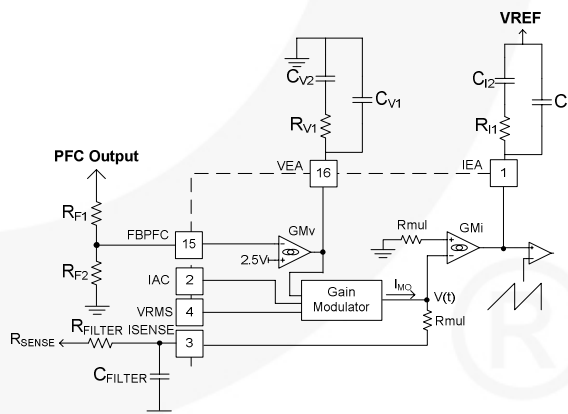 VREF
CV2
CV1
RV1
CI2
C
RI1
PFC Output
VEA
16
IEA
1
RF1
FBPFC
15
GMv
2.5V
Rmul
GMi
RF2
IAC
2
Gain
Modulator
IMO
V(t)
VRMS
4
Rmul
RFILTER
ISENSE
RSENSE
3
CFILTER
®